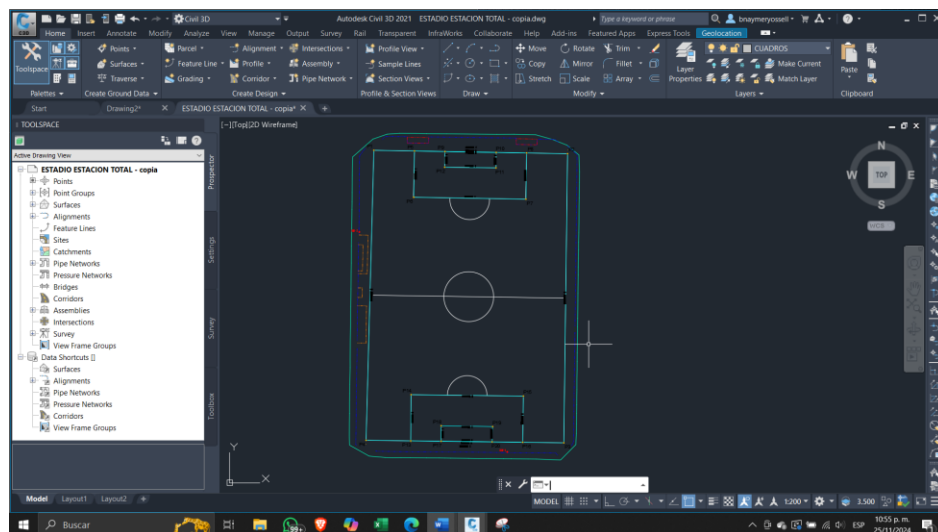 Civil 3D
Autodesk Civil 3D 2021 ESTADIO ESTACION TOTAL - copia.dwg
Type a keyword or phrase
bnaymeryossell
Home Insert Annotate Modify Analyze View Manage Output Survey Rail Transparent InfraWorks Collaborate Help Add-ins Featured Apps Express Tools Geolocation
Toolspace
Points
Surfaces
Traverse
Parcel
Feature Line
Grading
Alignment
Profile
Corridor
Intersections
Assembly
Pipe Network
Profile View
Sample Lines
Section Views
Move
Copy
Stretch
Rotate
Mirror
Scale
Trim
Fillet
Array
Layer
Properties
CUADROS
Make Current
Match Layer
Paste
Palettes
Create Ground Data
Create Design
Profile & Section Views
Draw
Modify
Layers
Clipboard
Start
Drawing2*
ESTADIO ESTACION TOTAL - copia*
TOOLSPACE
Active Drawing View
ESTADIO ESTACION TOTAL - copia
Points
Point Groups
Surfaces
Alignments
Feature Lines
Sites
Catchments
Pipe Networks
Pressure Networks
Bridges
Corridors
Assemblies
Intersections
Survey
View Frame Groups
Data Shortcuts []
Surfaces
Alignments
Pipe Networks
Pressure Networks
Corridors
View Frame Groups
Prospector
Settings
Survey
Toolbox
[-][Top][2D Wireframe]
N
W TOP E
S
WCS
Y
X
Model Layout1 Layout2 +
MODEL
1:200
3.500
Buscar
99+
ESP
10:55 p. m.
25/11/2024